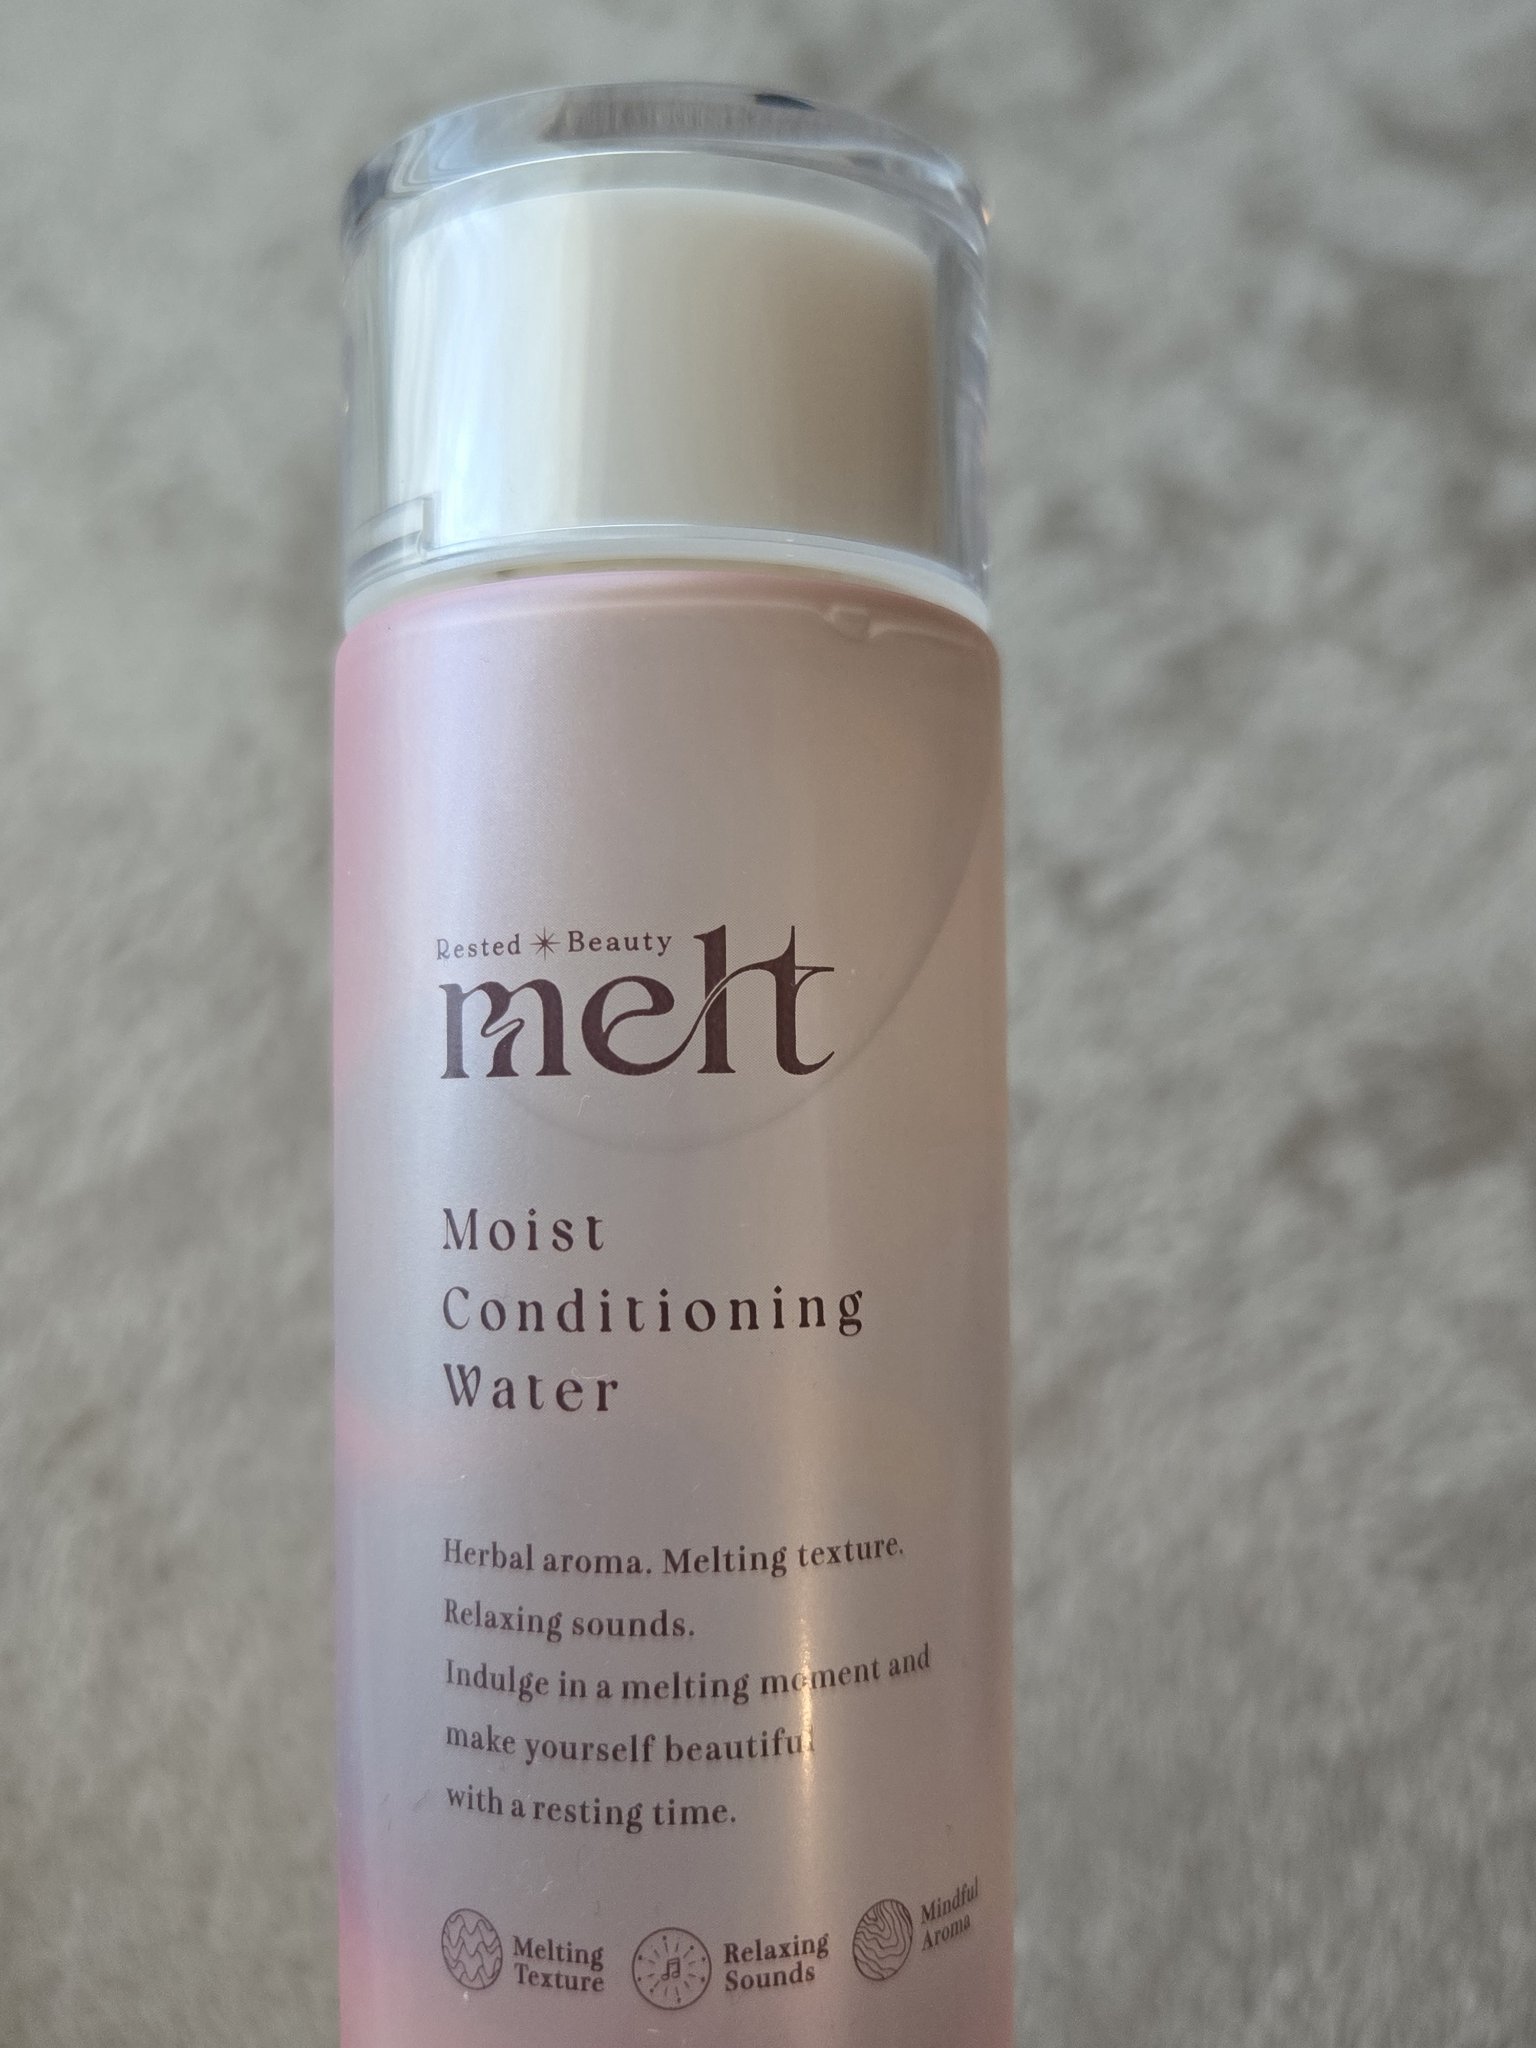 Rested Beauty
melt
Moist
Conditioning
Water
Herbal aroma. Melting texture.
Relaxing sounds.
Indulge in a melting moment and
make yourself beautiful
with a resting time.
Melting
Texture
Relaxing
Sounds
Mindful
Aroma